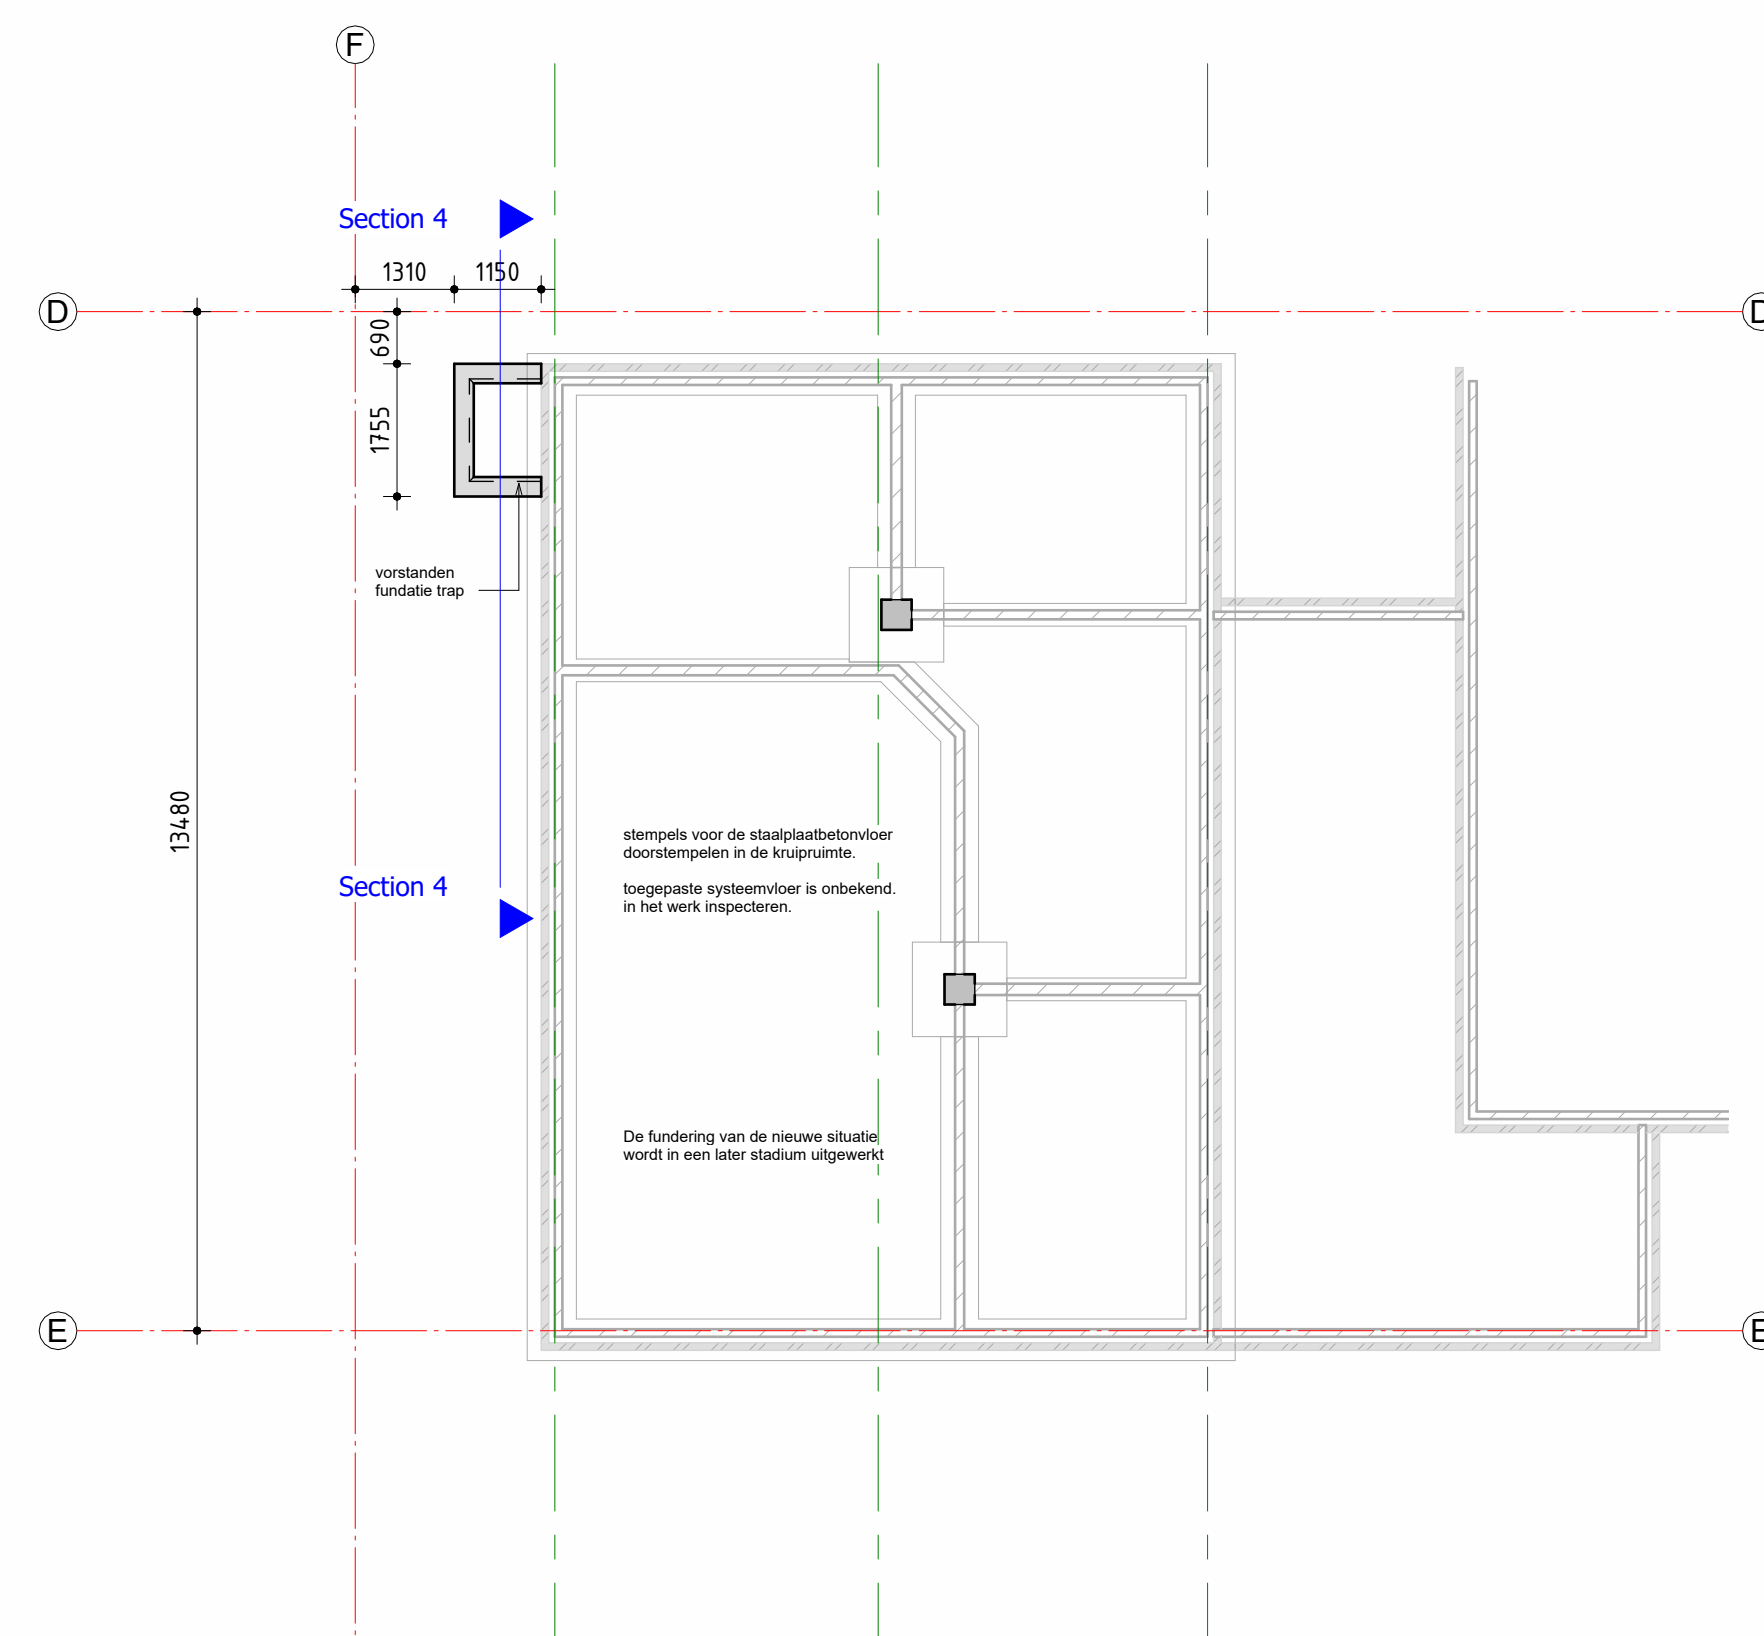 F
Section 4
1310
1150
D
D
690
1755
vorstanden
fundatie trap
13480
stempels voor de staalplaatbetonvloer
doorstempelen in de kruipruimte.
Section 4
toegepaste systeemvloer is onbekend.
in het werk inspecteren.
De fundering van de nieuwe situatie
wordt in een later stadium uitgewerkt
E
E